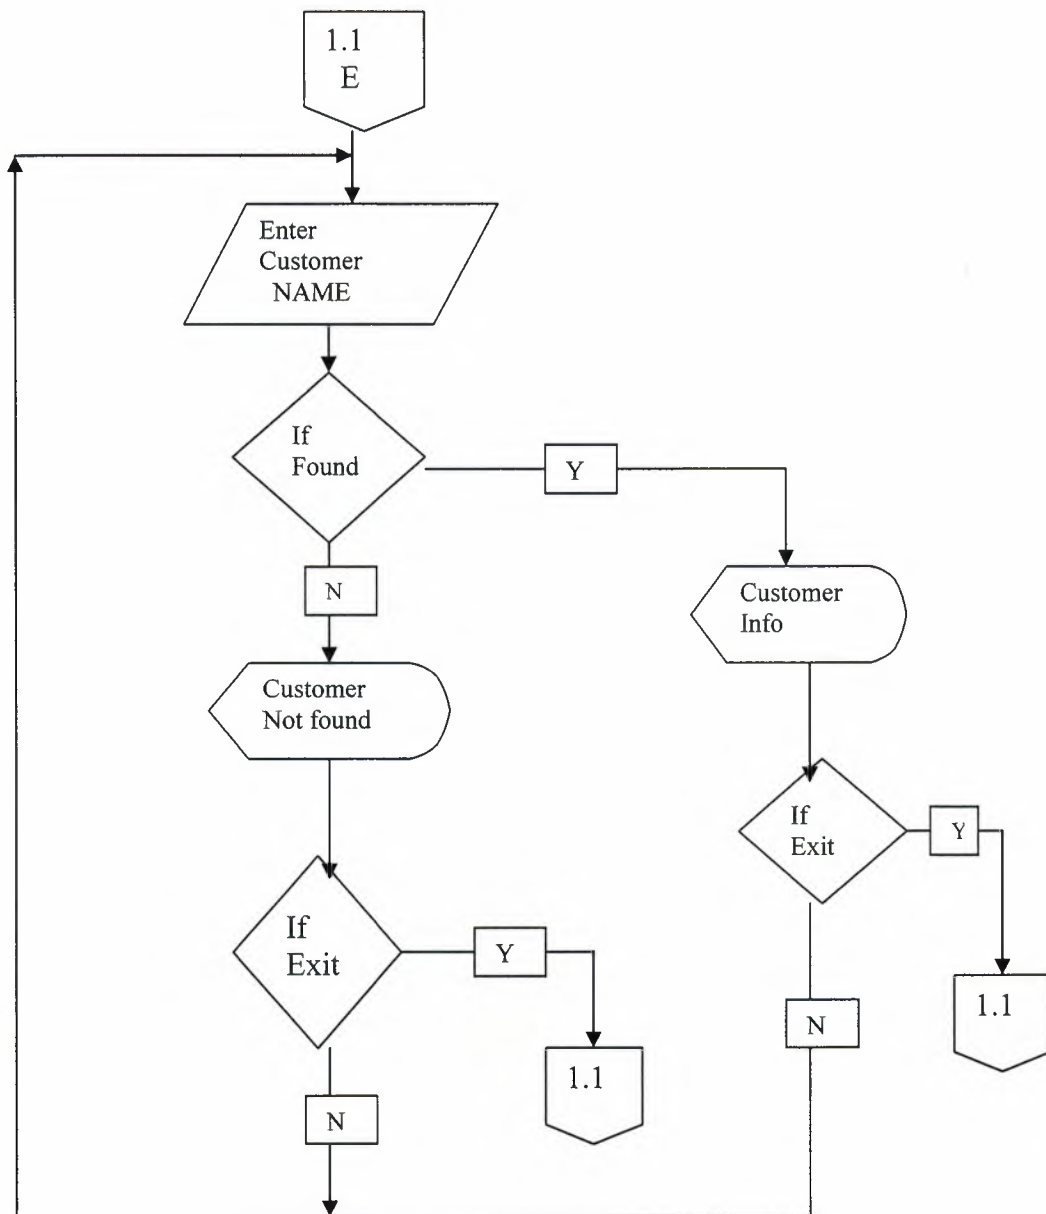 1.1
E
Enter
Customer
NAME
If
Found
Y
N
Customer
Info
Customer
Not found
If
Exit
Y
If
Exit
Y
N
1.1
N
1.1